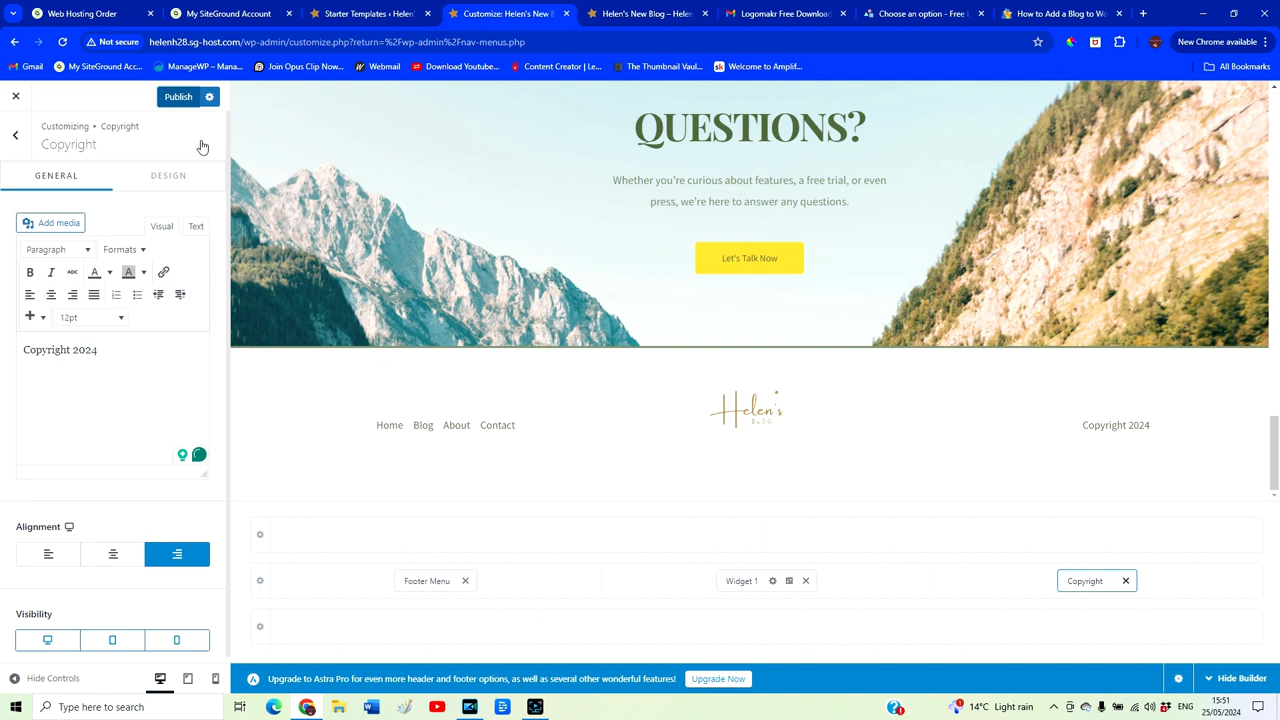 Web Hosting Order
My SiteGround Account
Starter Templates ‹ Helen'
Customize: Helen's New B
Helen's New Blog – Helen
Logomakr Free Download
Choose an option - Free L
How to Add a Blog to Wo
Not secure
helenh28.sg-host.com/wp-admin/customize.php?return=%2Fwp-admin%2Fnav-menus.php
New Chrome available
Gmail
My SiteGround Acc...
ManageWP – Mana...
Join Opus Clip Now...
Webmail
Download Youtube...
Content Creator | Le...
The Thumbnail Vaul...
Welcome to Amplif...
All Bookmarks
Publish
Customizing • Copyright
Copyright
GENERAL
DESIGN
Add media
Visual
Text
Paragraph
Formats
B I ABC A A
12pt
Copyright 2024
Alignment
Visibility
Hide Controls
QUESTIONS?
Whether you're curious about features, a free trial, or even
press, we're here to answer any questions.
Let's Talk Now
Home Blog About Contact
Helen's
BLOG
Copyright 2024
Footer Menu
Widget 1
Copyright
Upgrade to Astra Pro for even more header and footer options, as well as several other wonderful features!
Upgrade Now
Hide Builder
Type here to search
14°C Light rain
ENG
15:51
25/05/2024